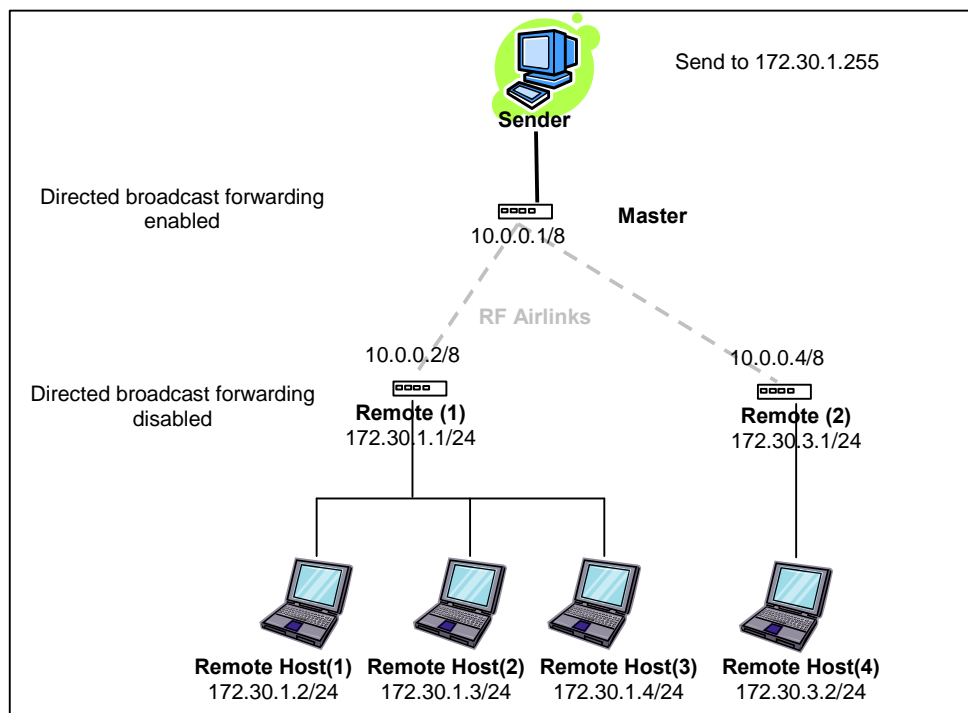 Send to 172.30.1.255
Sender
Directed broadcast forwarding
enabled
Master
10.0.0.1/8
RF Airlinks
10.0.0.2/8
10.0.0.4/8
Directed broadcast forwarding
disabled
Remote (1)
172.30.1.1/24
Remote (2)
172.30.3.1/24
Remote Host(1)
172.30.1.2/24
Remote Host(2)
172.30.1.3/24
Remote Host(3)
172.30.1.4/24
Remote Host(4)
172.30.3.2/24